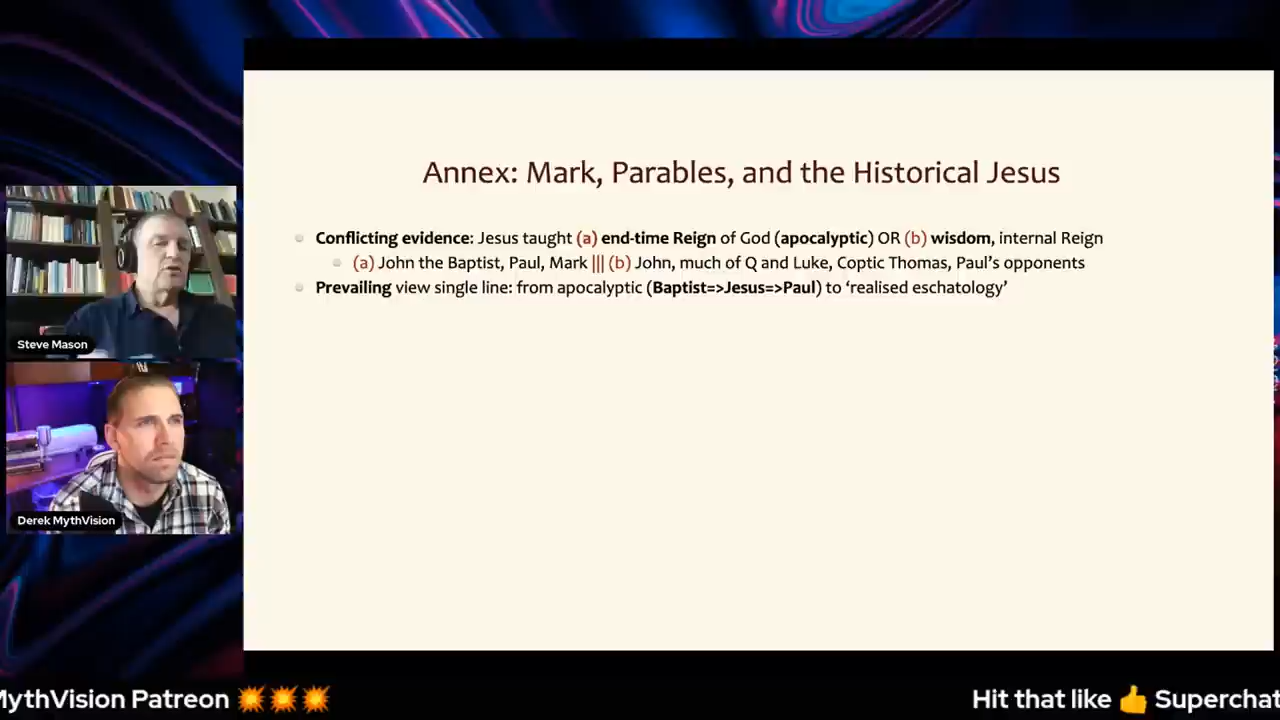 Annex: Mark, Parables, and the Historical Jesus
Conflicting evidence: Jesus taught (a) end-time Reign of God (apocalyptic) OR (b) wisdom, internal Reign
(a) John the Baptist, Paul, Mark ||| (b) John, much of Q and Luke, Coptic Thomas, Paul's opponents
Prevailing view single line: from apocalyptic (Baptist=>Jesus=>Paul) to ‘realised eschatology’
Steve Mason
Derek MythVision
MythVision Patreon 💥💥💥
Hit that like 👍 Superchat